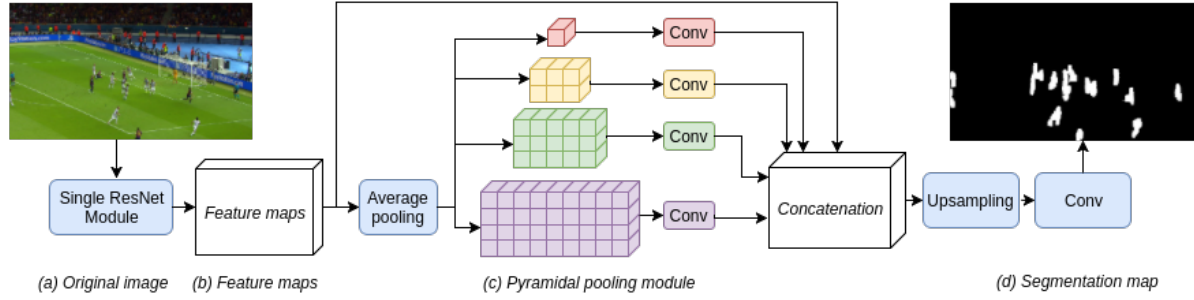 Single ResNet
Module
Feature maps
Average
pooling
Conv
Conv
Conv
Conv
Concatenation
Upsampling
Conv
(a) Original image
(b) Feature maps
(c) Pyramidal pooling module
(d) Segmentation map